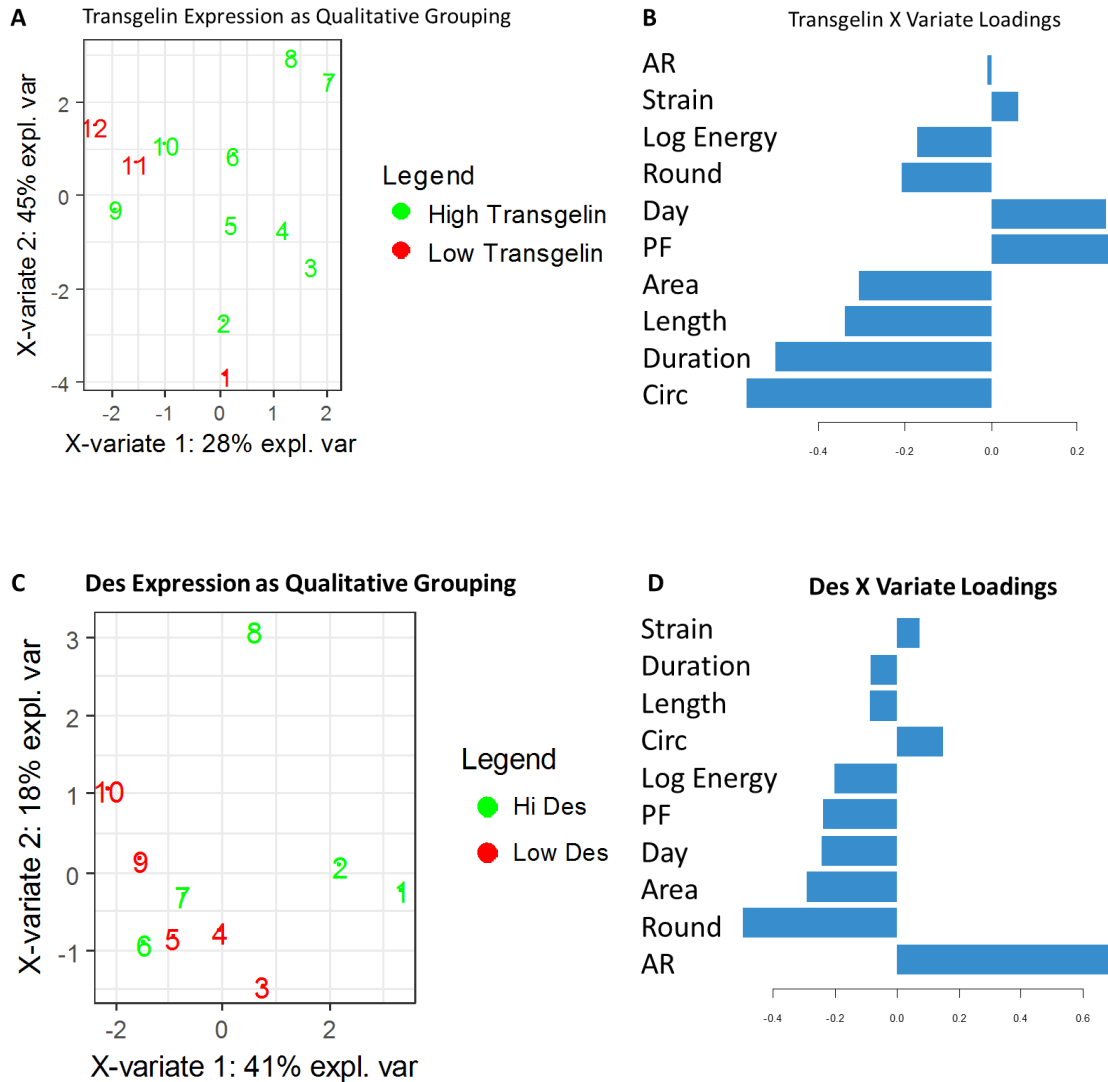 A
Transgelin Expression as Qualitative Grouping
X-variate 2: 45% expl. var
2
0
-2
-4
8
7
12
10
11
6
9
5
4
3
2
1
-2
-1
0
1
2
X-variate 1: 28% expl. var
Legend
High Transgelin
Low Transgelin
B
Transgelin X Variate Loadings
AR
Strain
Log Energy
Round
Day
PF
Area
Length
Duration
Circ
-0.4
-0.2
0.0
0.2
C
Des Expression as Qualitative Grouping
X-variate 2: 18% expl. var
3
2
1
0
-1
8
10
9
2
7
1
6
5
4
3
-2
0
2
X-variate 1: 41% expl. var
Legend
Hi Des
Low Des
D
Des X Variate Loadings
Strain
Duration
Length
Circ
Log Energy
PF
Day
Area
Round
AR
-0.4
-0.2
0.0
0.2
0.4
0.6